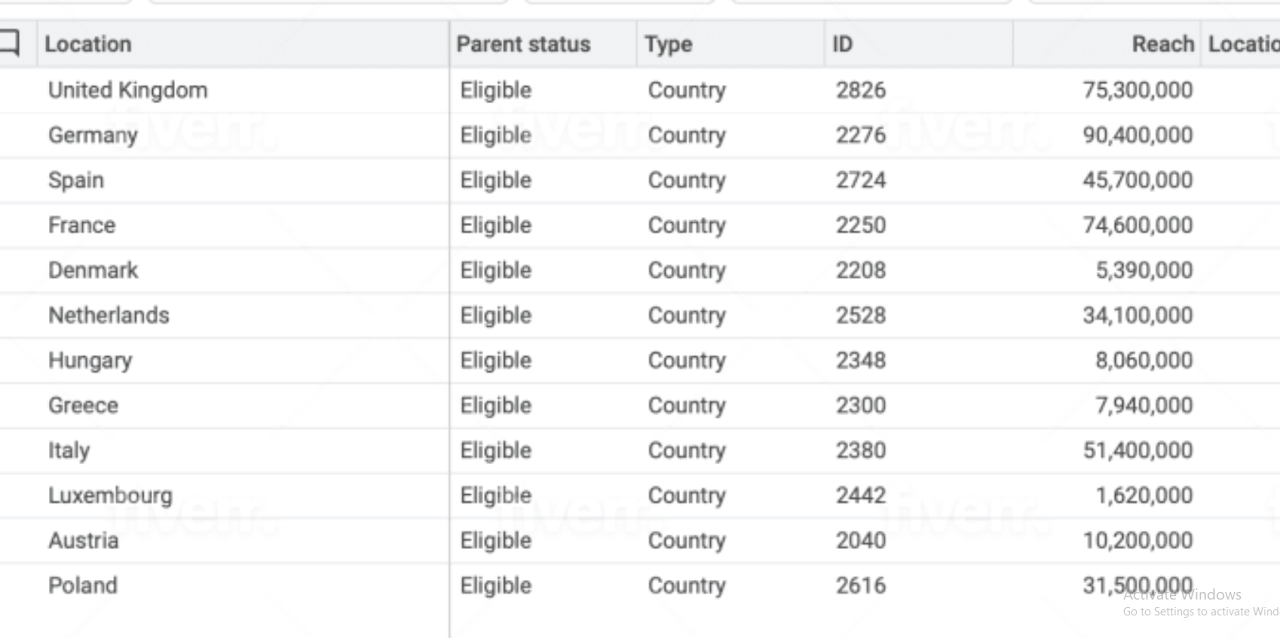 Location Parent status Type ID Reach Locatio
United Kingdom Eligible Country 2826 75,300,000
Germany Eligible Country 2276 90,400,000
Spain Eligible Country 2724 45,700,000
France Eligible Country 2250 74,600,000
Denmark Eligible Country 2208 5,390,000
Netherlands Eligible Country 2528 34,100,000
Hungary Eligible Country 2348 8,060,000
Greece Eligible Country 2300 7,940,000
Italy Eligible Country 2380 51,400,000
Luxembourg Eligible Country 2442 1,620,000
Austria Eligible Country 2040 10,200,000
Poland Eligible Country 2616 31,500,000
Activate Windows
Go to Settings to activate Wind
fiverr.
fiverr.
fiverr.
fiverr.
fiverr.
fiverr.